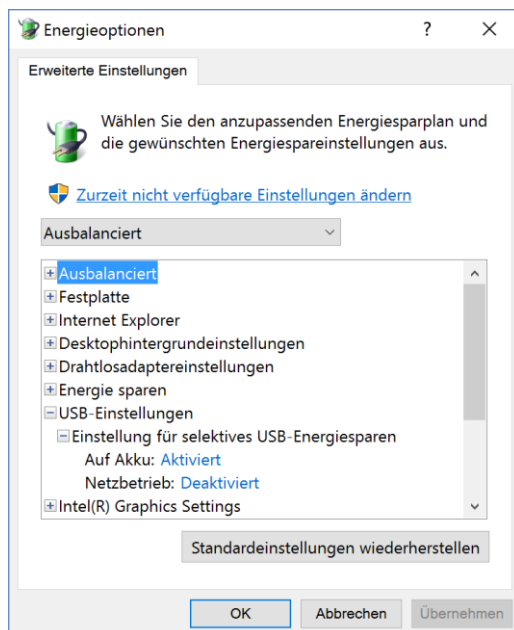 Energieoptionen
Erweiterte Einstellungen
Wählen Sie den anzupassenden Energiesparplan und
die gewünschten Energiespareinstellungen aus.
Zurzeit nicht verfügbare Einstellungen ändern
Ausbalanciert
Ausbalanciert
Festplatte
Internet Explorer
Desktophintergrundeinstellungen
Drahtlosadaptereinstellungen
Energie sparen
USB-Einstellungen
Einstellung für selektives USB-Energiesparen
Auf Akku: Aktiviert
Netzbetrieb: Deaktiviert
Intel(R) Graphics Settings
Standardeinstellungen wiederherstellen
OK Abbrechen Übernehmen